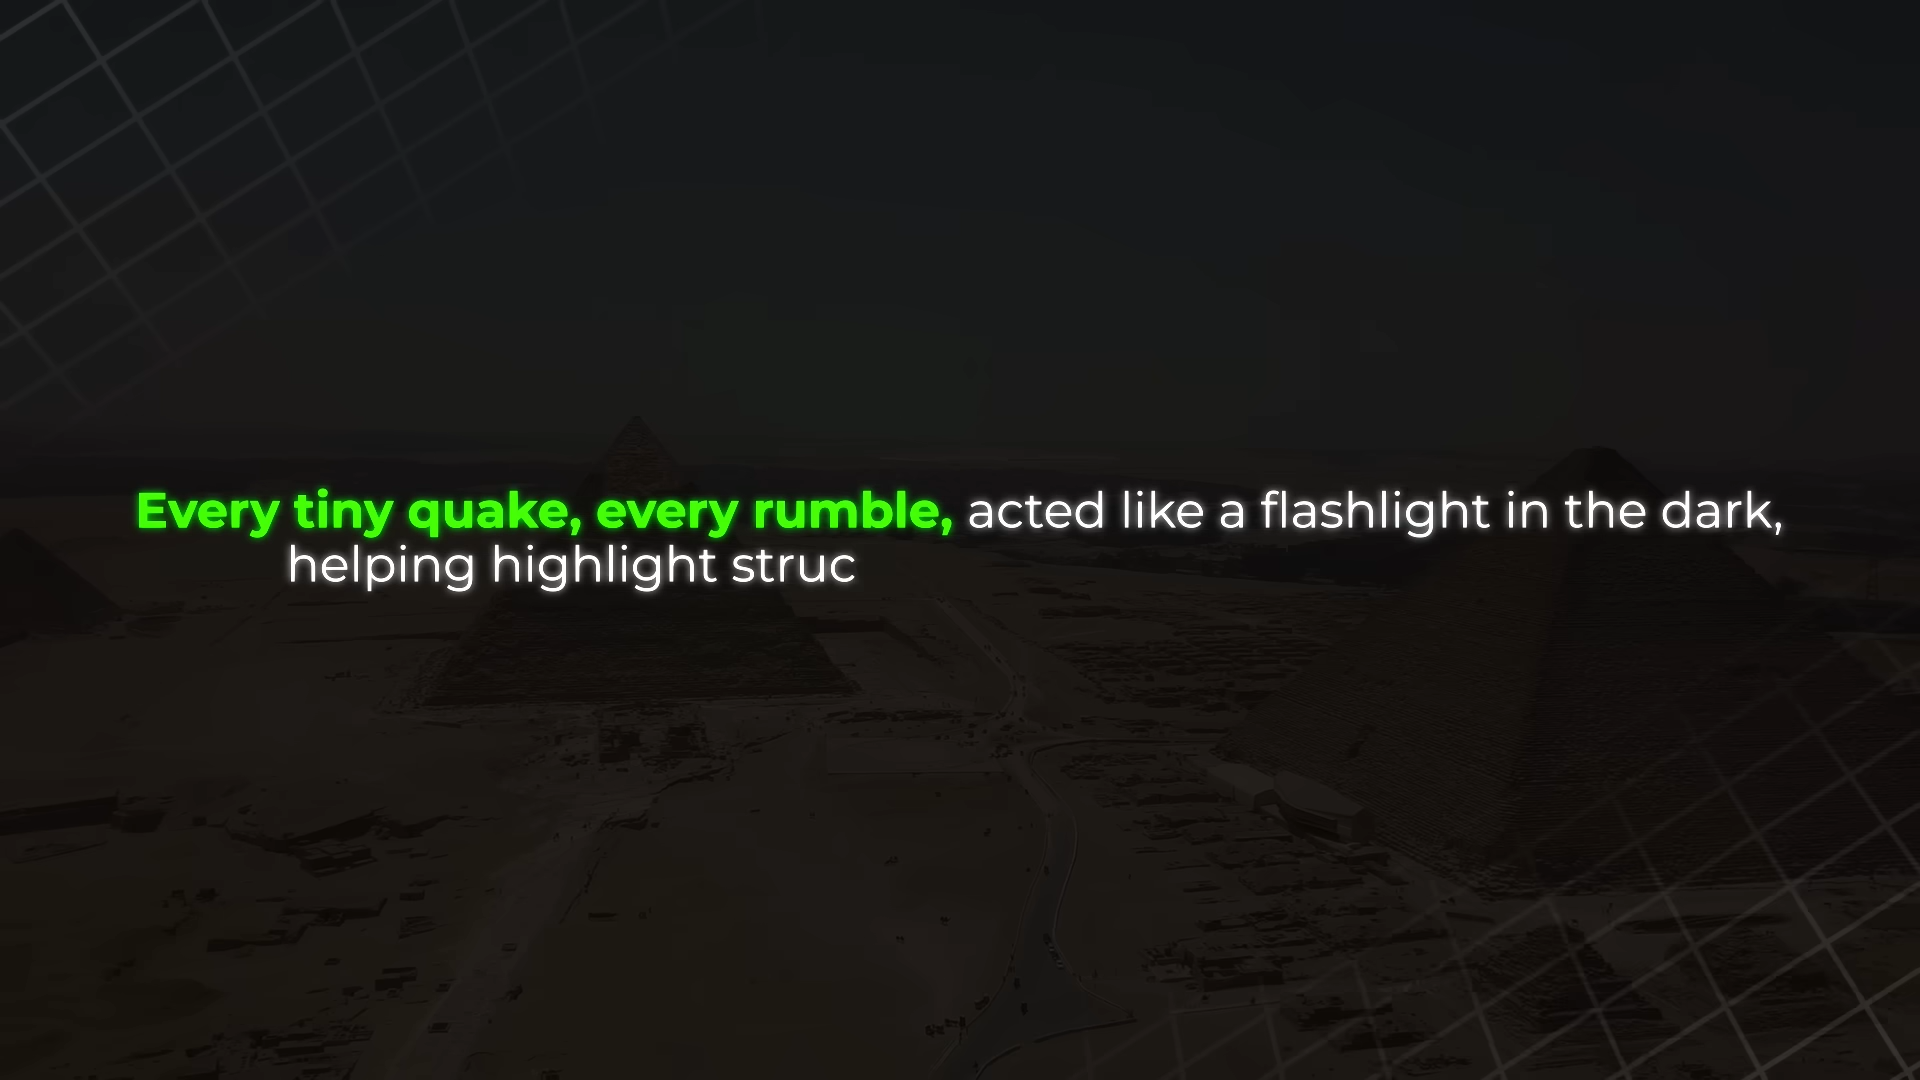 Every tiny quake, every rumble, acted like a flashlight in the dark,
helping highlight struc